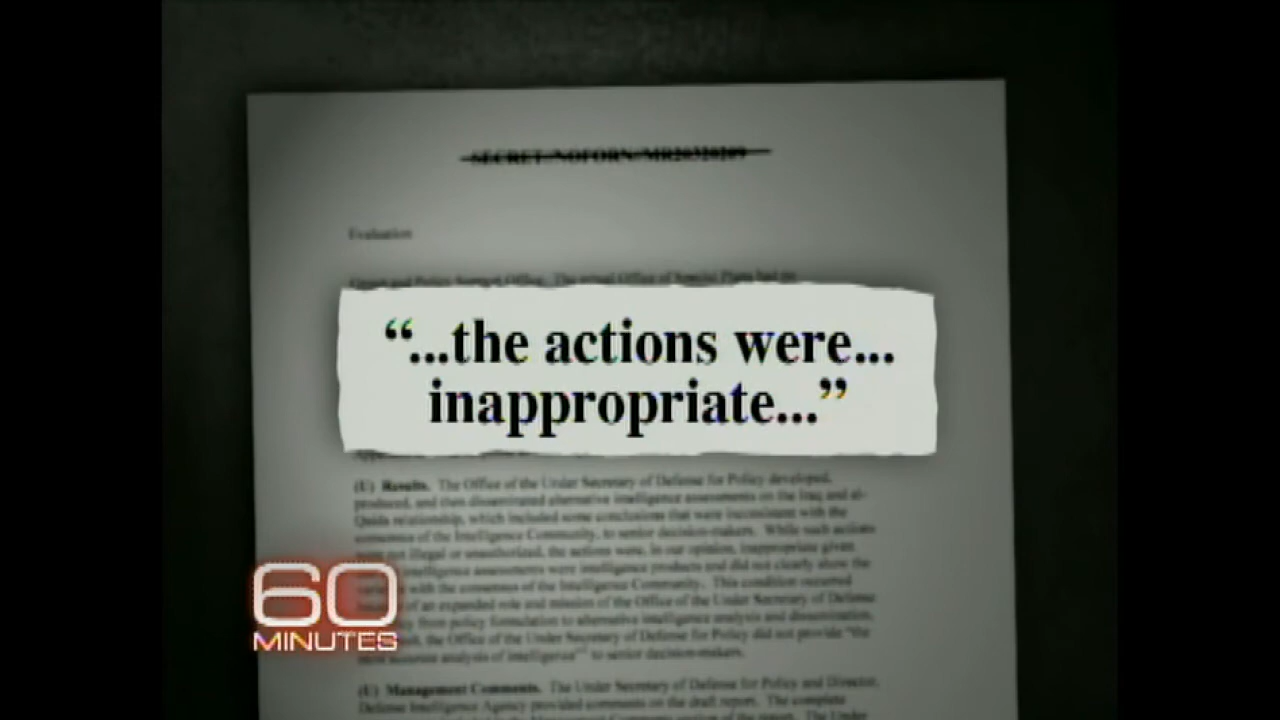 SECRET//NOFORN//MR20320209
Evaluation
“...the actions were...
inappropriate...”
(U) Results. The Office of the Under Secretary of Defense for Policy developed,
produced, and then disseminated alternative intelligence assessments on the Iraq and al-
Qaida relationship, which included some conclusions that were inconsistent with the
consensus of the Intelligence Community, to senior decision-makers. While such actions
were not illegal or unauthorized, the actions were, in our opinion, inappropriate given
intelligence assessments were intelligence products and did not clearly show the
with the consensus of the Intelligence Community. This condition occurred
of an expanded role and mission of the Office of the Under Secretary of Defense
from policy formulation to alternative intelligence analysis and dissemination.
the Office of the Under Secretary of Defense for Policy did not provide “the
most accurate analysis of intelligence” to senior decision-makers.
(U) Management Comments. The Under Secretary of Defense for Policy and Director,
Defense Intelligence Agency provided comments on the draft report. The complete
60
MINUTES